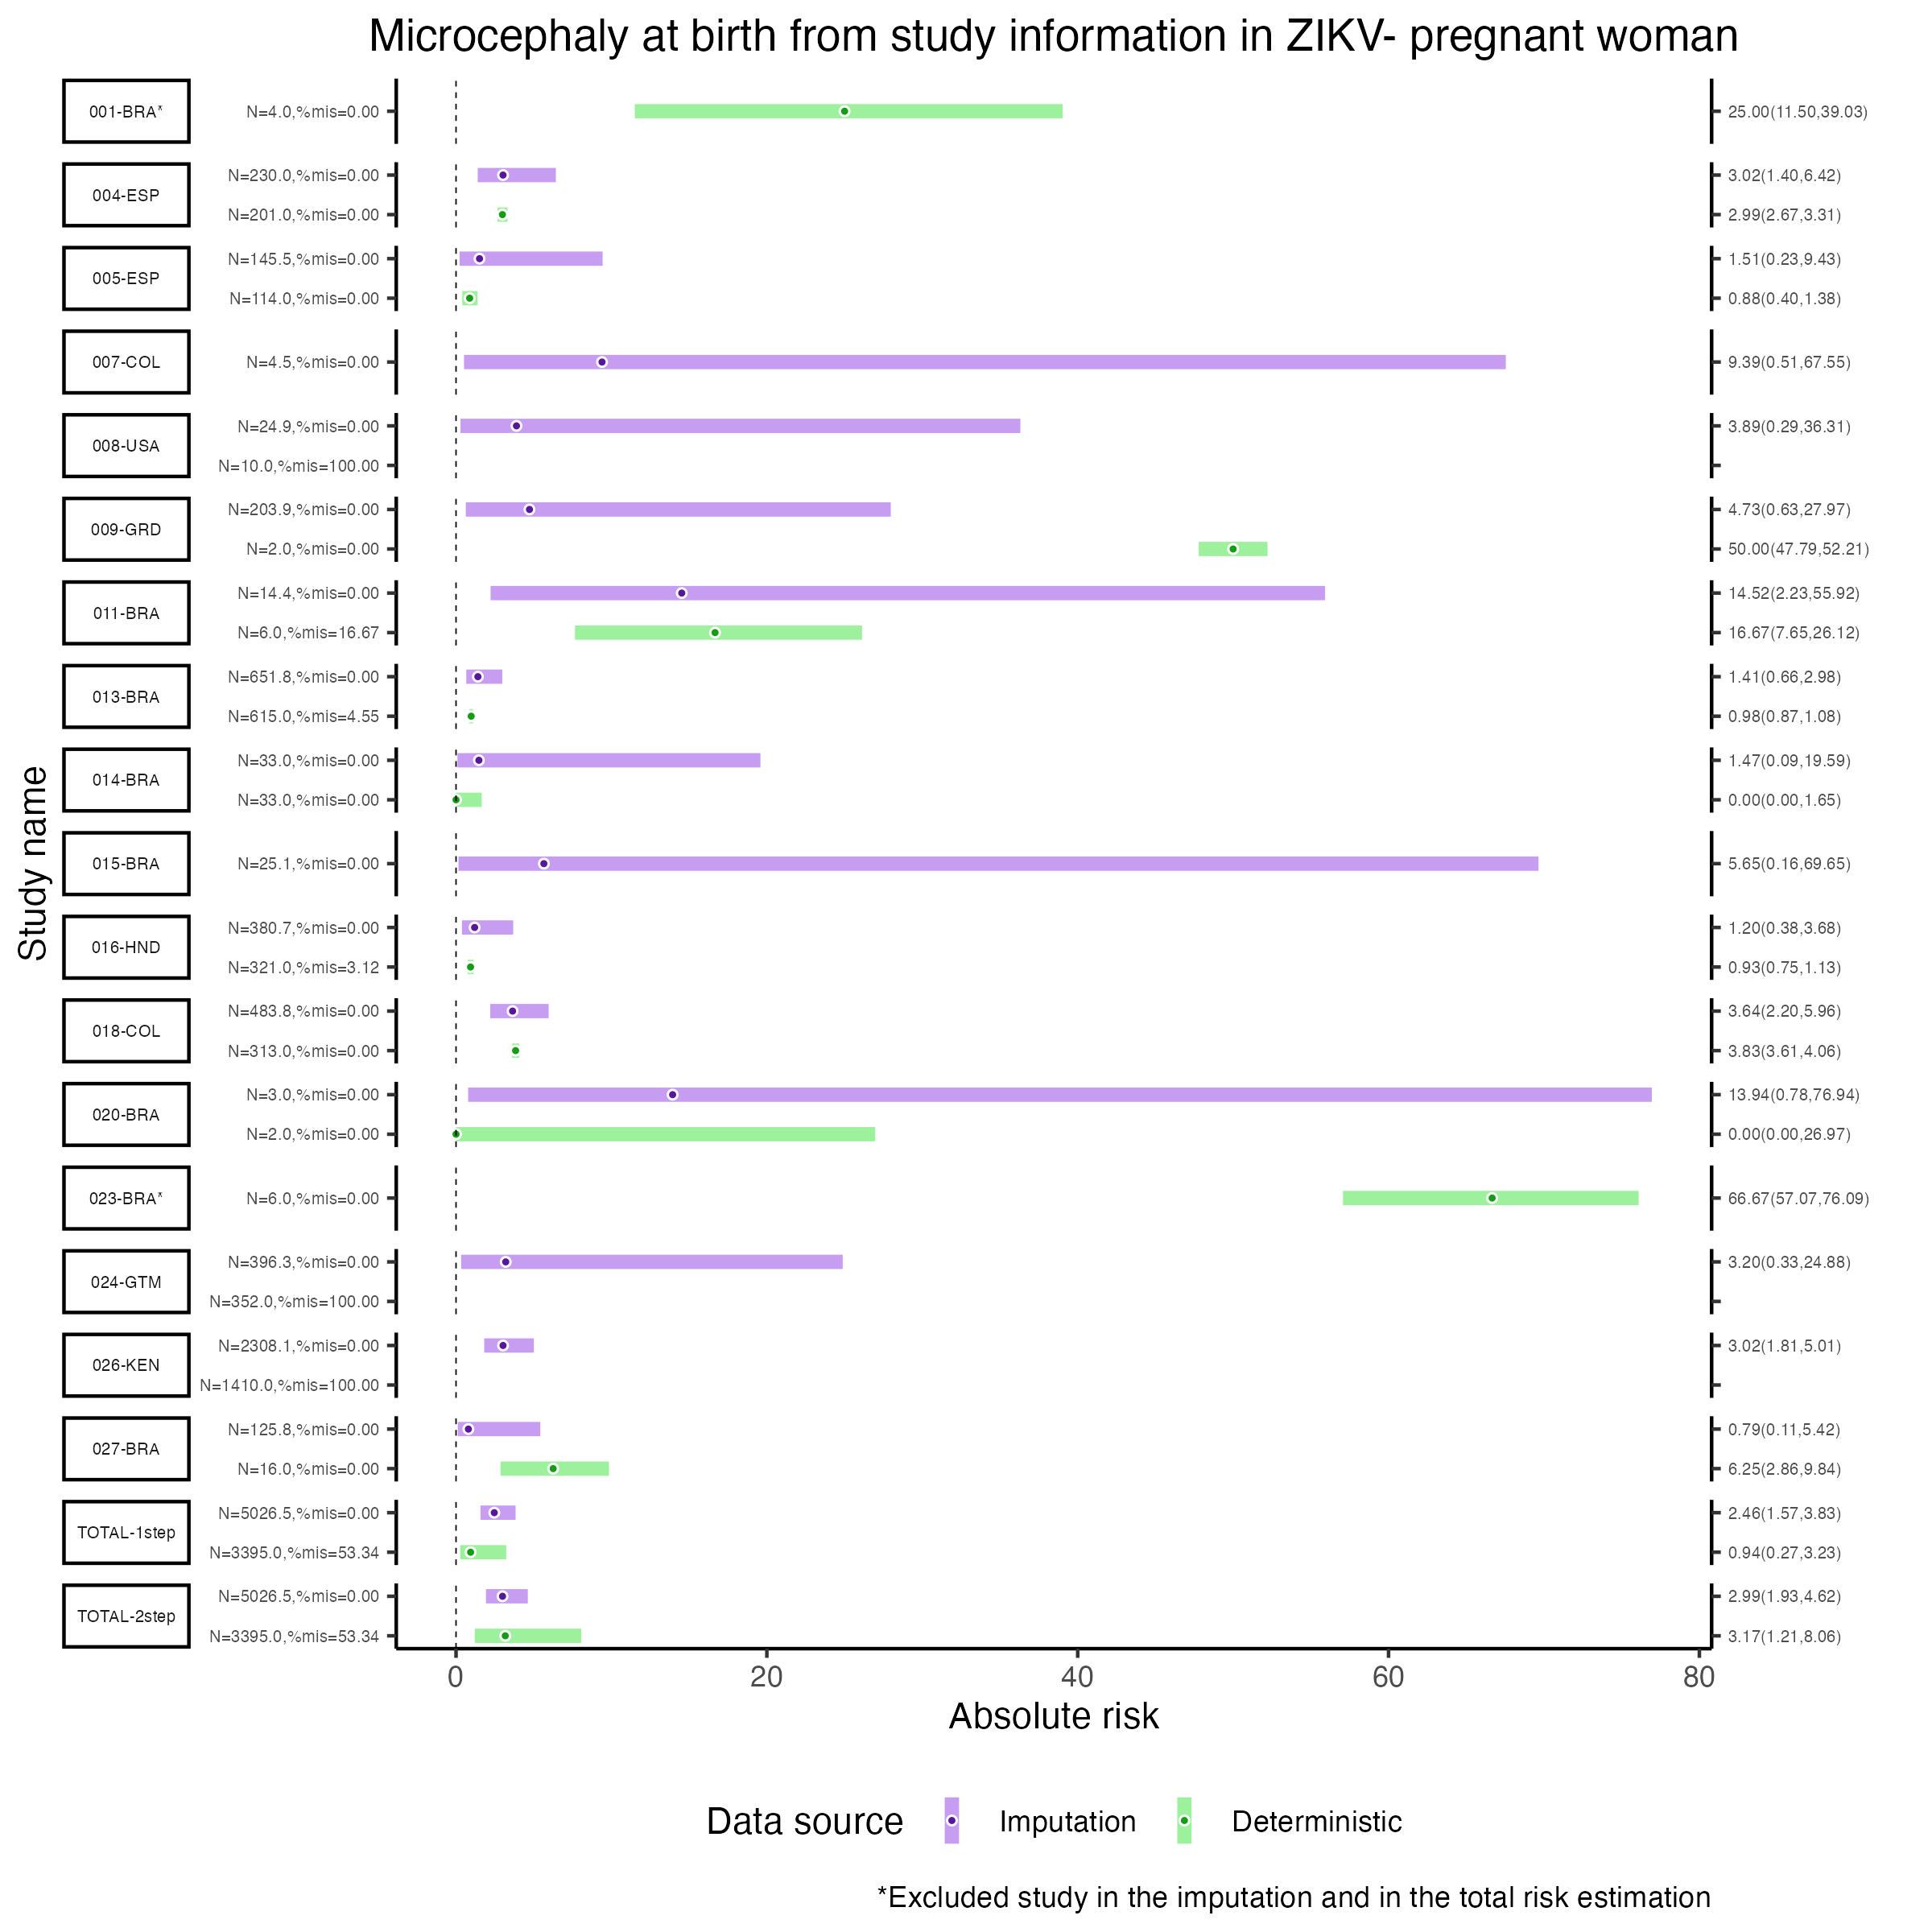 Microcephaly at birth from study information in ZIKV- pregnant woman
Study name
001-BRA*
N=4.0,%mis=0.00
25.00(11.50,39.03)
004-ESP
N=230.0,%mis=0.00
3.02(1.40,6.42)
N=201.0,%mis=0.00
2.99(2.67,3.31)
005-ESP
N=145.5,%mis=0.00
1.51(0.23,9.43)
N=114.0,%mis=0.00
0.88(0.40,1.38)
007-COL
N=4.5,%mis=0.00
9.39(0.51,67.55)
008-USA
N=24.9,%mis=0.00
3.89(0.29,36.31)
N=10.0,%mis=100.00
009-GRD
N=203.9,%mis=0.00
4.73(0.63,27.97)
N=2.0,%mis=0.00
50.00(47.79,52.21)
011-BRA
N=14.4,%mis=0.00
14.52(2.23,55.92)
N=6.0,%mis=16.67
16.67(7.65,26.12)
013-BRA
N=651.8,%mis=0.00
1.41(0.66,2.98)
N=615.0,%mis=4.55
0.98(0.87,1.08)
014-BRA
N=33.0,%mis=0.00
1.47(0.09,19.59)
N=33.0,%mis=0.00
0.00(0.00,1.65)
015-BRA
N=25.1,%mis=0.00
5.65(0.16,69.65)
016-HND
N=380.7,%mis=0.00
1.20(0.38,3.68)
N=321.0,%mis=3.12
0.93(0.75,1.13)
018-COL
N=483.8,%mis=0.00
3.64(2.20,5.96)
N=313.0,%mis=0.00
3.83(3.61,4.06)
020-BRA
N=3.0,%mis=0.00
13.94(0.78,76.94)
N=2.0,%mis=0.00
0.00(0.00,26.97)
023-BRA*
N=6.0,%mis=0.00
66.67(57.07,76.09)
024-GTM
N=396.3,%mis=0.00
3.20(0.33,24.88)
N=352.0,%mis=100.00
026-KEN
N=2308.1,%mis=0.00
3.02(1.81,5.01)
N=1410.0,%mis=100.00
027-BRA
N=125.8,%mis=0.00
0.79(0.11,5.42)
N=16.0,%mis=0.00
6.25(2.86,9.84)
TOTAL-1step
N=5026.5,%mis=0.00
2.46(1.57,3.83)
N=3395.0,%mis=53.34
0.94(0.27,3.23)
TOTAL-2step
N=5026.5,%mis=0.00
2.99(1.93,4.62)
N=3395.0,%mis=53.34
3.17(1.21,8.06)
0 20 40 60 80
Absolute risk
Data source Imputation Deterministic
*Excluded study in the imputation and in the total risk estimation